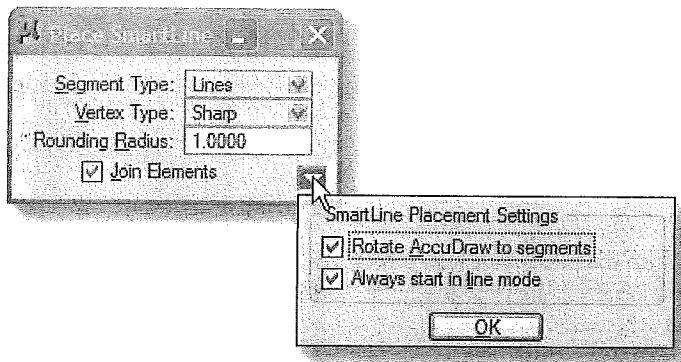 Place SmartLine
Segment Type: Lines
Vertex Type: Sharp
Rounding Radius: 1.0000
Join Elements
SmartLine Placement Settings
Rotate AccuDraw to segments
Always start in line mode
OK